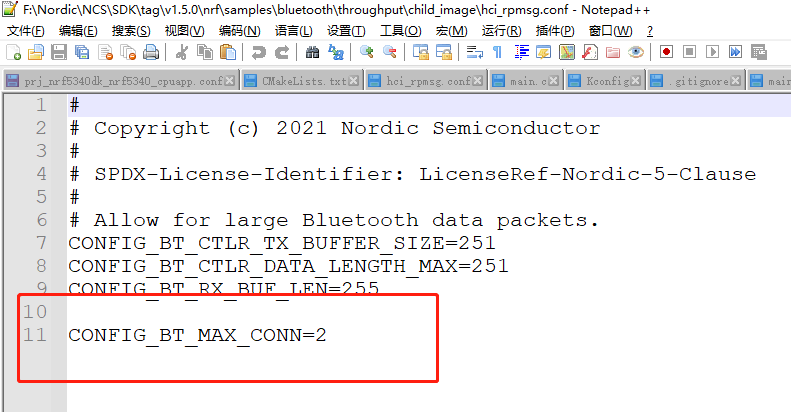 F:\Nordic\NCS\SDK\tag\v1.5.0\nrf\samples\bluetooth\throughput\child_image\hci_rpmsg.conf - Notepad++
文件(F) 编辑(E) 搜索(S) 视图(V) 编码(N) 语言(L) 设置(T) 工具(O) 宏(M) 运行(R) 插件(P) 窗口(W) ?
prj_nrf5340dk_nrf5340_cpuapp.conf CMakeLists.txt hci_rpmsg.conf main.c Kconfig .gitignore main
1 #
2 # Copyright (c) 2021 Nordic Semiconductor
3 #
4 # SPDX-License-Identifier: LicenseRef-Nordic-5-Clause
5 #
6 # Allow for large Bluetooth data packets.
7 CONFIG_BT_CTLR_TX_BUFFER_SIZE=251
8 CONFIG_BT_CTLR_DATA_LENGTH_MAX=251
9 CONFIG_BT_RX_BUF_LEN=255
10
11 CONFIG_BT_MAX_CONN=2